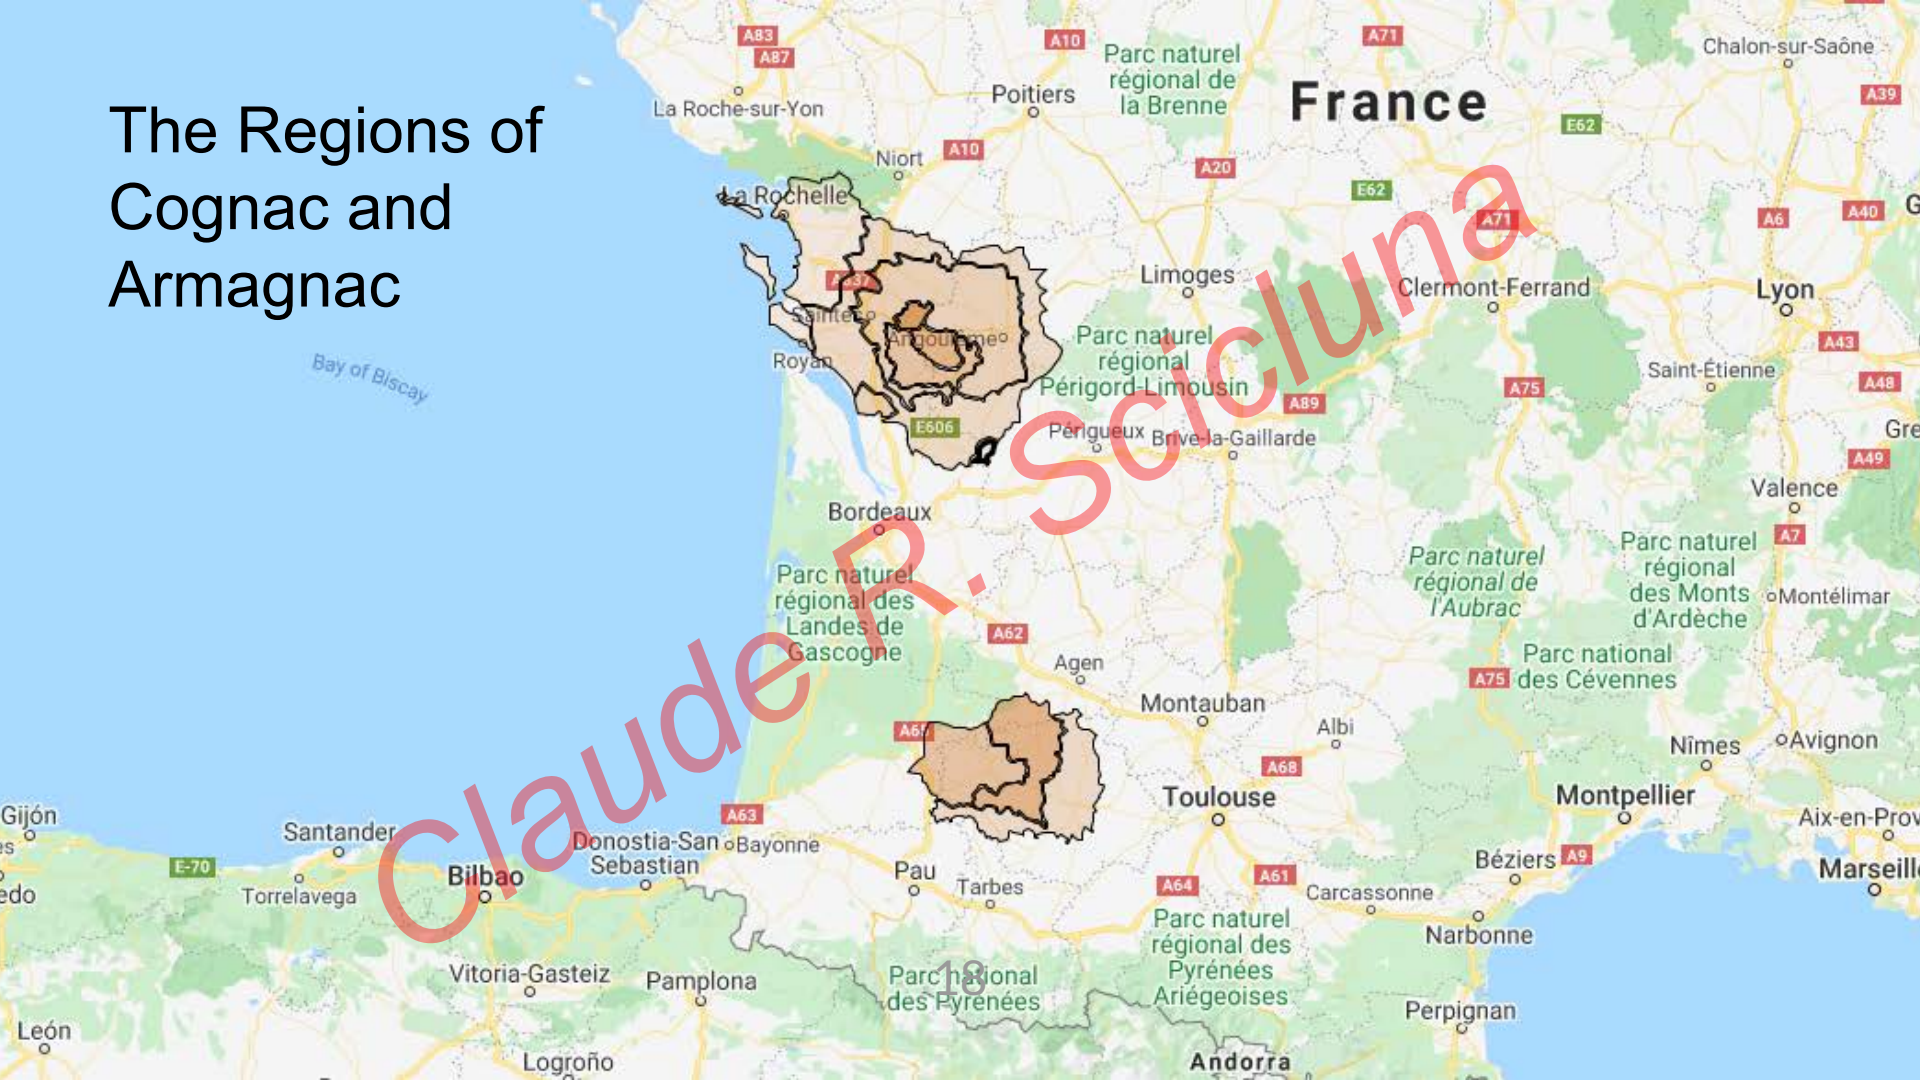 The Regions of
Cognac and
Armagnac
Claude R. Scicluna
18
Bay of Biscay
France
A83
A87
A10
A71
Parc naturel
régional de
la Brenne
Chalon-sur-Saône
A39
La Roche-sur-Yon
Poitiers
E62
Niort
A10
A20
E62
La Rochelle
A71
A6
A40
G
A837
Limoges
Clermont-Ferrand
Lyon
Saintes
Angoulême
Royan
Parc naturel
régional
Périgord-Limousin
A43
Saint-Étienne
A48
A75
A89
E606
Périgueux
Brive-la-Gaillarde
Gre
A49
Valence
Bordeaux
A7
Parc naturel
régional de
l'Aubrac
Parc naturel
régional
des Monts
d'Ardèche
Montélimar
Parc naturel
régional des
Landes de
Gascogne
A62
Agen
Parc national
des Cévennes
A75
Montauban
Albi
A65
Nîmes
Avignon
A68
Toulouse
Montpellier
Aix-en-Prov
Gijón
es
edo
Santander
A63
Donostia-San
Sebastian
Bayonne
E-70
Torrelavega
Bilbao
Pau
Tarbes
A64
A61
Carcassonne
Béziers
A9
Marseille
Narbonne
Parc naturel
régional des
Pyrénées
Ariégeoises
Vitoria-Gasteiz
Pamplona
Parc national
des Pyrénées
Perpignan
León
Logroño
Andorra